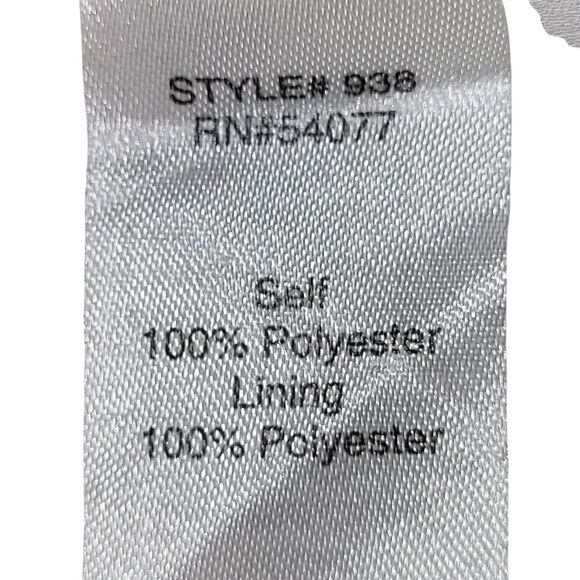 STYLE# 938
RN#54077
Self
100% Polyester
Lining
100% Polyester